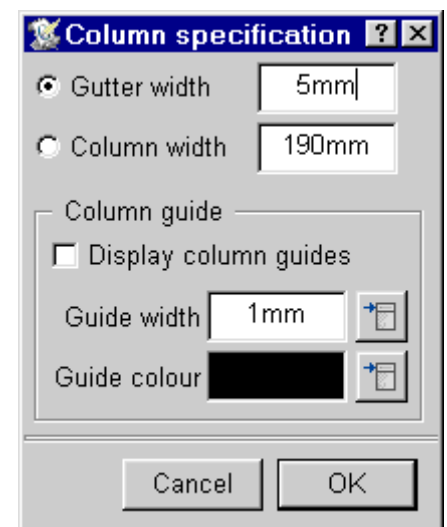 Column specification ? ×
Gutter width 5mm
Column width 190mm
Column guide
Display column guides
Guide width 1mm
Guide colour
Cancel OK